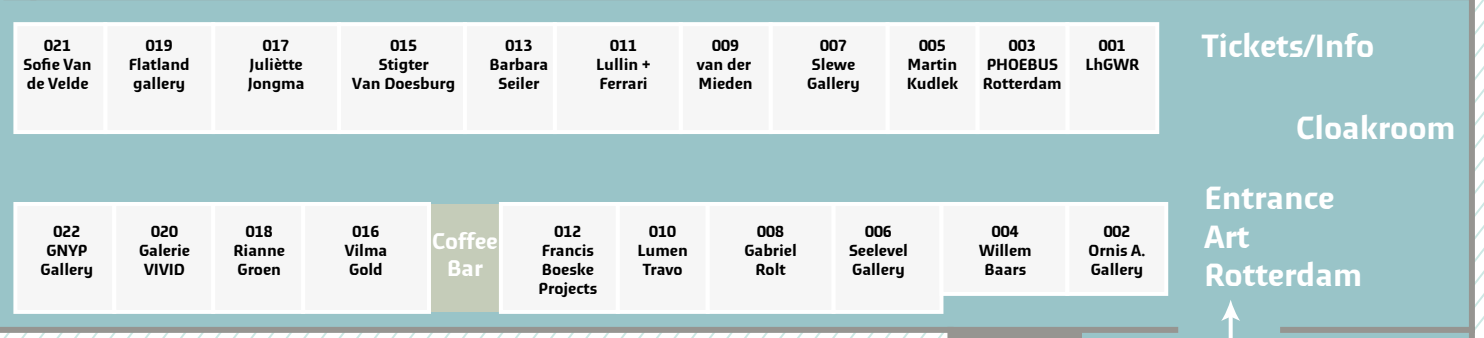 021
Sofie Van
de Velde
019
Flatland
gallery
017
Juliètte
Jongma
015
Stigter
Van Doesburg
013
Barbara
Seiler
011
Lullin +
Ferrari
009
van der
Mieden
007
Slewe
Gallery
005
Martin
Kudlek
003
PHOEBUS
Rotterdam
001
LhGWR
Tickets/Info
Cloakroom
022
GNYP
Gallery
020
Galerie
VIVID
018
Rianne
Groen
016
Vilma
Gold
Coffee
Bar
012
Francis
Boeske
Projects
010
Lumen
Travo
008
Gabriel
Rolt
006
Seelevel
Gallery
004
Willem
Baars
002
Ornis A.
Gallery
Entrance
Art
Rotterdam